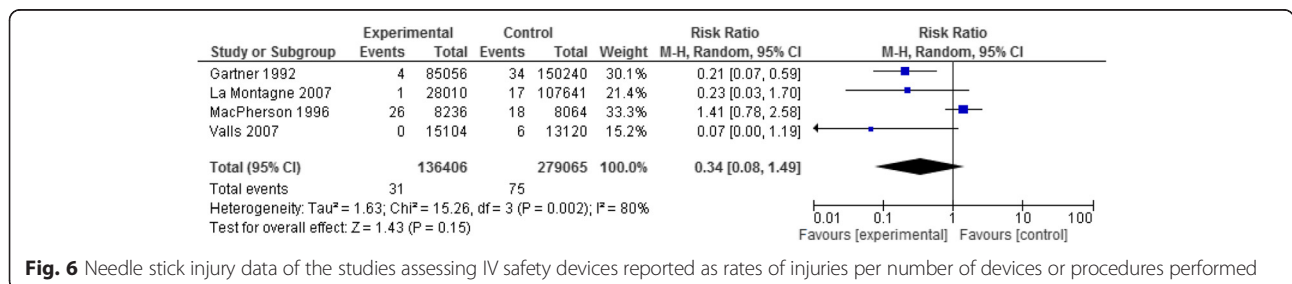 Experimental Control Risk Ratio Risk Ratio
Study or Subgroup Events Total Events Total Weight M-H, Random, 95% CI M-H, Random, 95% CI
Gartner 1992 4 85056 34 150240 30.1% 0.21 [0.07, 0.59]
La Montagne 2007 1 28010 17 107641 21.4% 0.23 [0.03, 1.70]
MacPherson 1996 26 8236 18 8064 33.3% 1.41 [0.78, 2.58]
Valls 2007 0 15104 6 13120 15.2% 0.07 [0.00, 1.19]
Total (95% CI) 136406 279065 100.0% 0.34 [0.08, 1.49]
Total events 31 75
Heterogeneity: Tau² = 1.63; Chi² = 15.26, df = 3 (P = 0.002); I² = 80%
Test for overall effect: Z = 1.43 (P = 0.15)
0.01 0.1 1 10 100
Favours [experimental] Favours [control]
Fig. 6 Needle stick injury data of the studies assessing IV safety devices reported as rates of injuries per number of devices or procedures performed